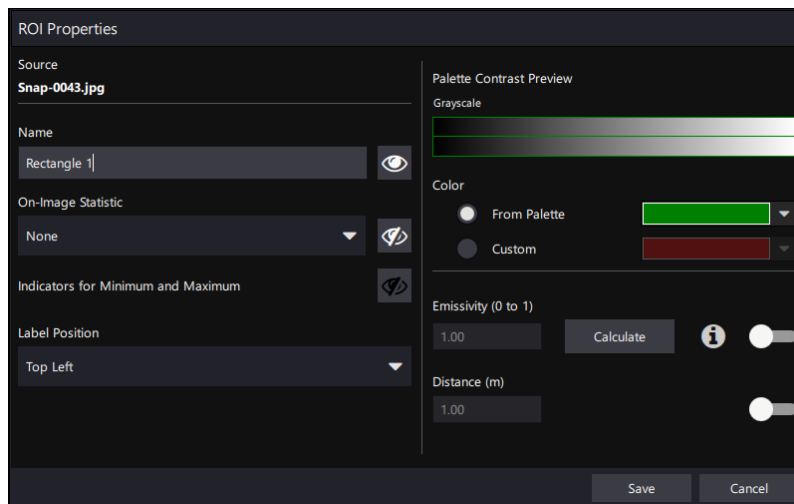 ROI Properties
Source
Snap-0043.jpg
Name
Rectangle 1
On-Image Statistic
None
Indicators for Minimum and Maximum
Label Position
Top Left
Palette Contrast Preview
Grayscale
Color
From Palette
Custom
Emissivity (0 to 1)
1.00
Calculate
Distance (m)
1.00
Save
Cancel